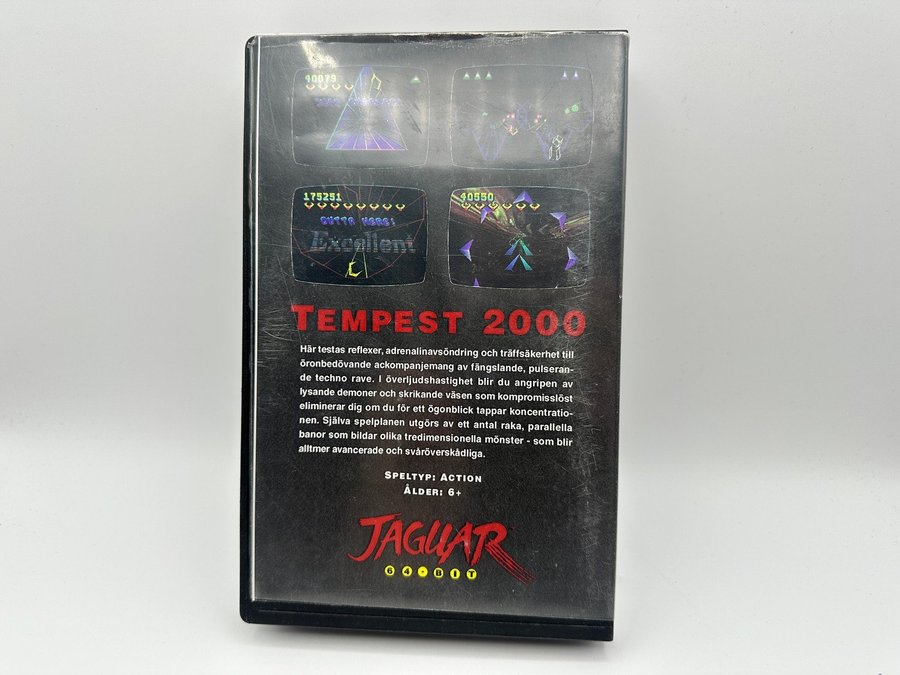 40079
175251
OUTTA HERE!
Excellent
40550
TEMPEST 2000
Här testas reflexer, adrenalinavsöndring och träffsäkerhet till
öronbedövande ackompanjemang av fängslande, pulseran-
de techno rave. I överljudshastighet blir du angripen av
lysande demoner och skrikande väsen som kompromisslöst
eliminerar dig om du för ett ögonblick tappar koncentratio-
nen. Själva spelplanen utgörs av ett antal raka, parallella
banor som bildar olika tredimensionella mönster - som blir
alltmer avancerade och svåröverskådliga.
SPELTYP: ACTION
ÅLDER: 6+
JAGUAR
64-BIT